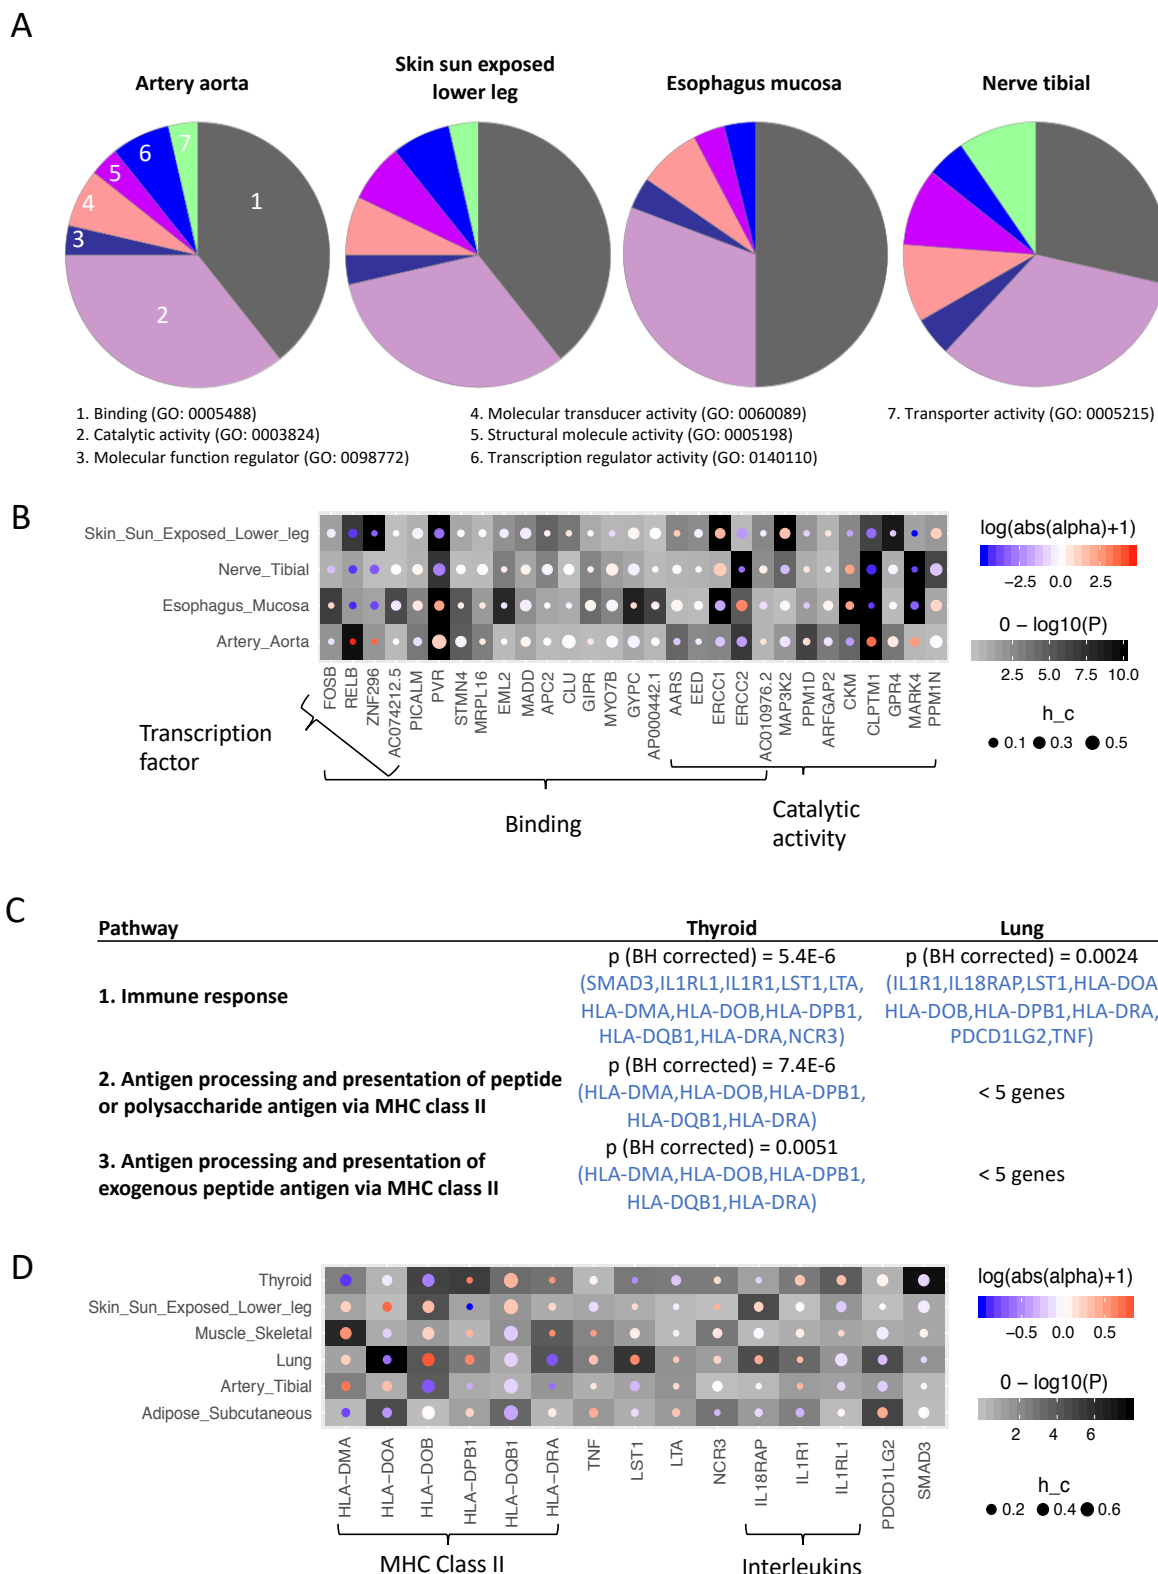 A
Artery aorta
Skin sun exposed
lower leg
Esophagus mucosa
Nerve tibial
1
2
3
4
5
6
7
1. Binding (GO: 0005488)
2. Catalytic activity (GO: 0003824)
3. Molecular function regulator (GO: 0098772)
4. Molecular transducer activity (GO: 0060089)
5. Structural molecule activity (GO: 0005198)
6. Transcription regulator activity (GO: 0140110)
7. Transporter activity (GO: 0005215)
B
Skin_Sun_Exposed_Lower_leg
Nerve_Tibial
Esophagus_Mucosa
Artery_Aorta
FOSB
RELB
ZNF296
AC074212.5
PICALM
PVR
STMN4
MRPL16
EML2
MADD
APC2
CLU
GIPR
MYO7B
GYPC
AP000442.1
AARS
EED
ERCC1
ERCC2
AC010976.2
MAP3K2
PPM1D
ARFGAP2
CKM
CLPTM1
GPR4
MARK4
PPM1N
Transcription
factor
Binding
Catalytic
activity
log(abs(alpha)+1)
−2.5 0.0 2.5
0 − log10(P)
2.5 5.0 7.5 10.0
h_c
0.1 0.3 0.5
C
Pathway Thyroid Lung
1. Immune response
p (BH corrected) = 5.4E-6
(SMAD3,IL1RL1,IL1R1,LST1,LTA,
HLA-DMA,HLA-DOB,HLA-DPB1,
HLA-DQB1,HLA-DRA,NCR3)
p (BH corrected) = 0.0024
(IL1R1,IL18RAP,LST1,HLA-DOA
HLA-DOB,HLA-DPB1,HLA-DRA,
PDCD1LG2,TNF)
2. Antigen processing and presentation of peptide
or polysaccharide antigen via MHC class II
p (BH corrected) = 7.4E-6
(HLA-DMA,HLA-DOB,HLA-DPB1,
HLA-DQB1,HLA-DRA)
< 5 genes
3. Antigen processing and presentation of
exogenous peptide antigen via MHC class II
p (BH corrected) = 0.0051
(HLA-DMA,HLA-DOB,HLA-DPB1,
HLA-DQB1,HLA-DRA)
< 5 genes
D
Thyroid
Skin_Sun_Exposed_Lower_leg
Muscle_Skeletal
Lung
Artery_Tibial
Adipose_Subcutaneous
HLA−DMA
HLA−DOA
HLA−DOB
HLA−DPB1
HLA−DQB1
HLA−DRA
TNF
LST1
LTA
NCR3
IL18RAP
IL1R1
IL1RL1
PDCD1LG2
SMAD3
MHC Class II
Interleukins
log(abs(alpha)+1)
−0.5 0.0 0.5
0 − log10(P)
2 4 6
h_c
0.2 0.4 0.6